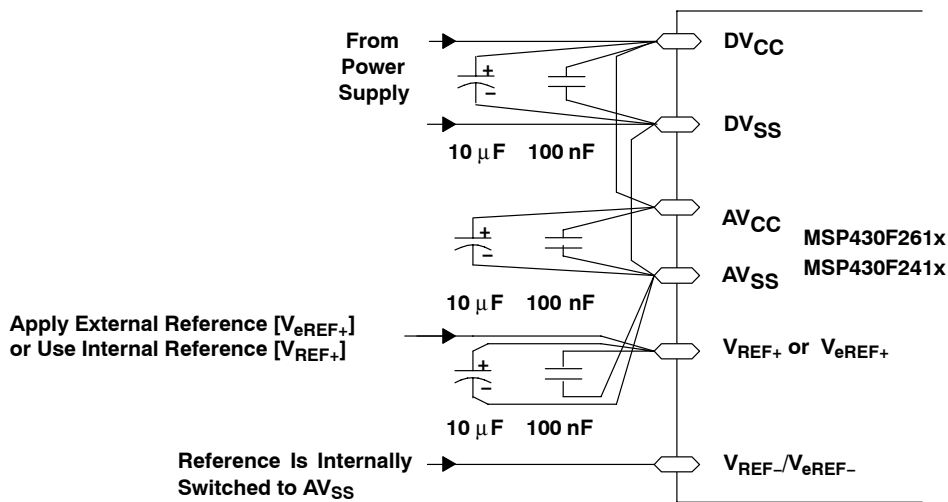 From
Power
Supply
+
−
10 μF 100 nF
DVCC
DVSS
+
−
10 μF 100 nF
AVCC
AVSS
MSP430F261x
MSP430F241x
Apply External Reference [VeREF+]
or Use Internal Reference [VREF+]
+
−
10 μF 100 nF
VREF+ or VeREF+
Reference Is Internally
Switched to AVSS
VREF−/VeREF−